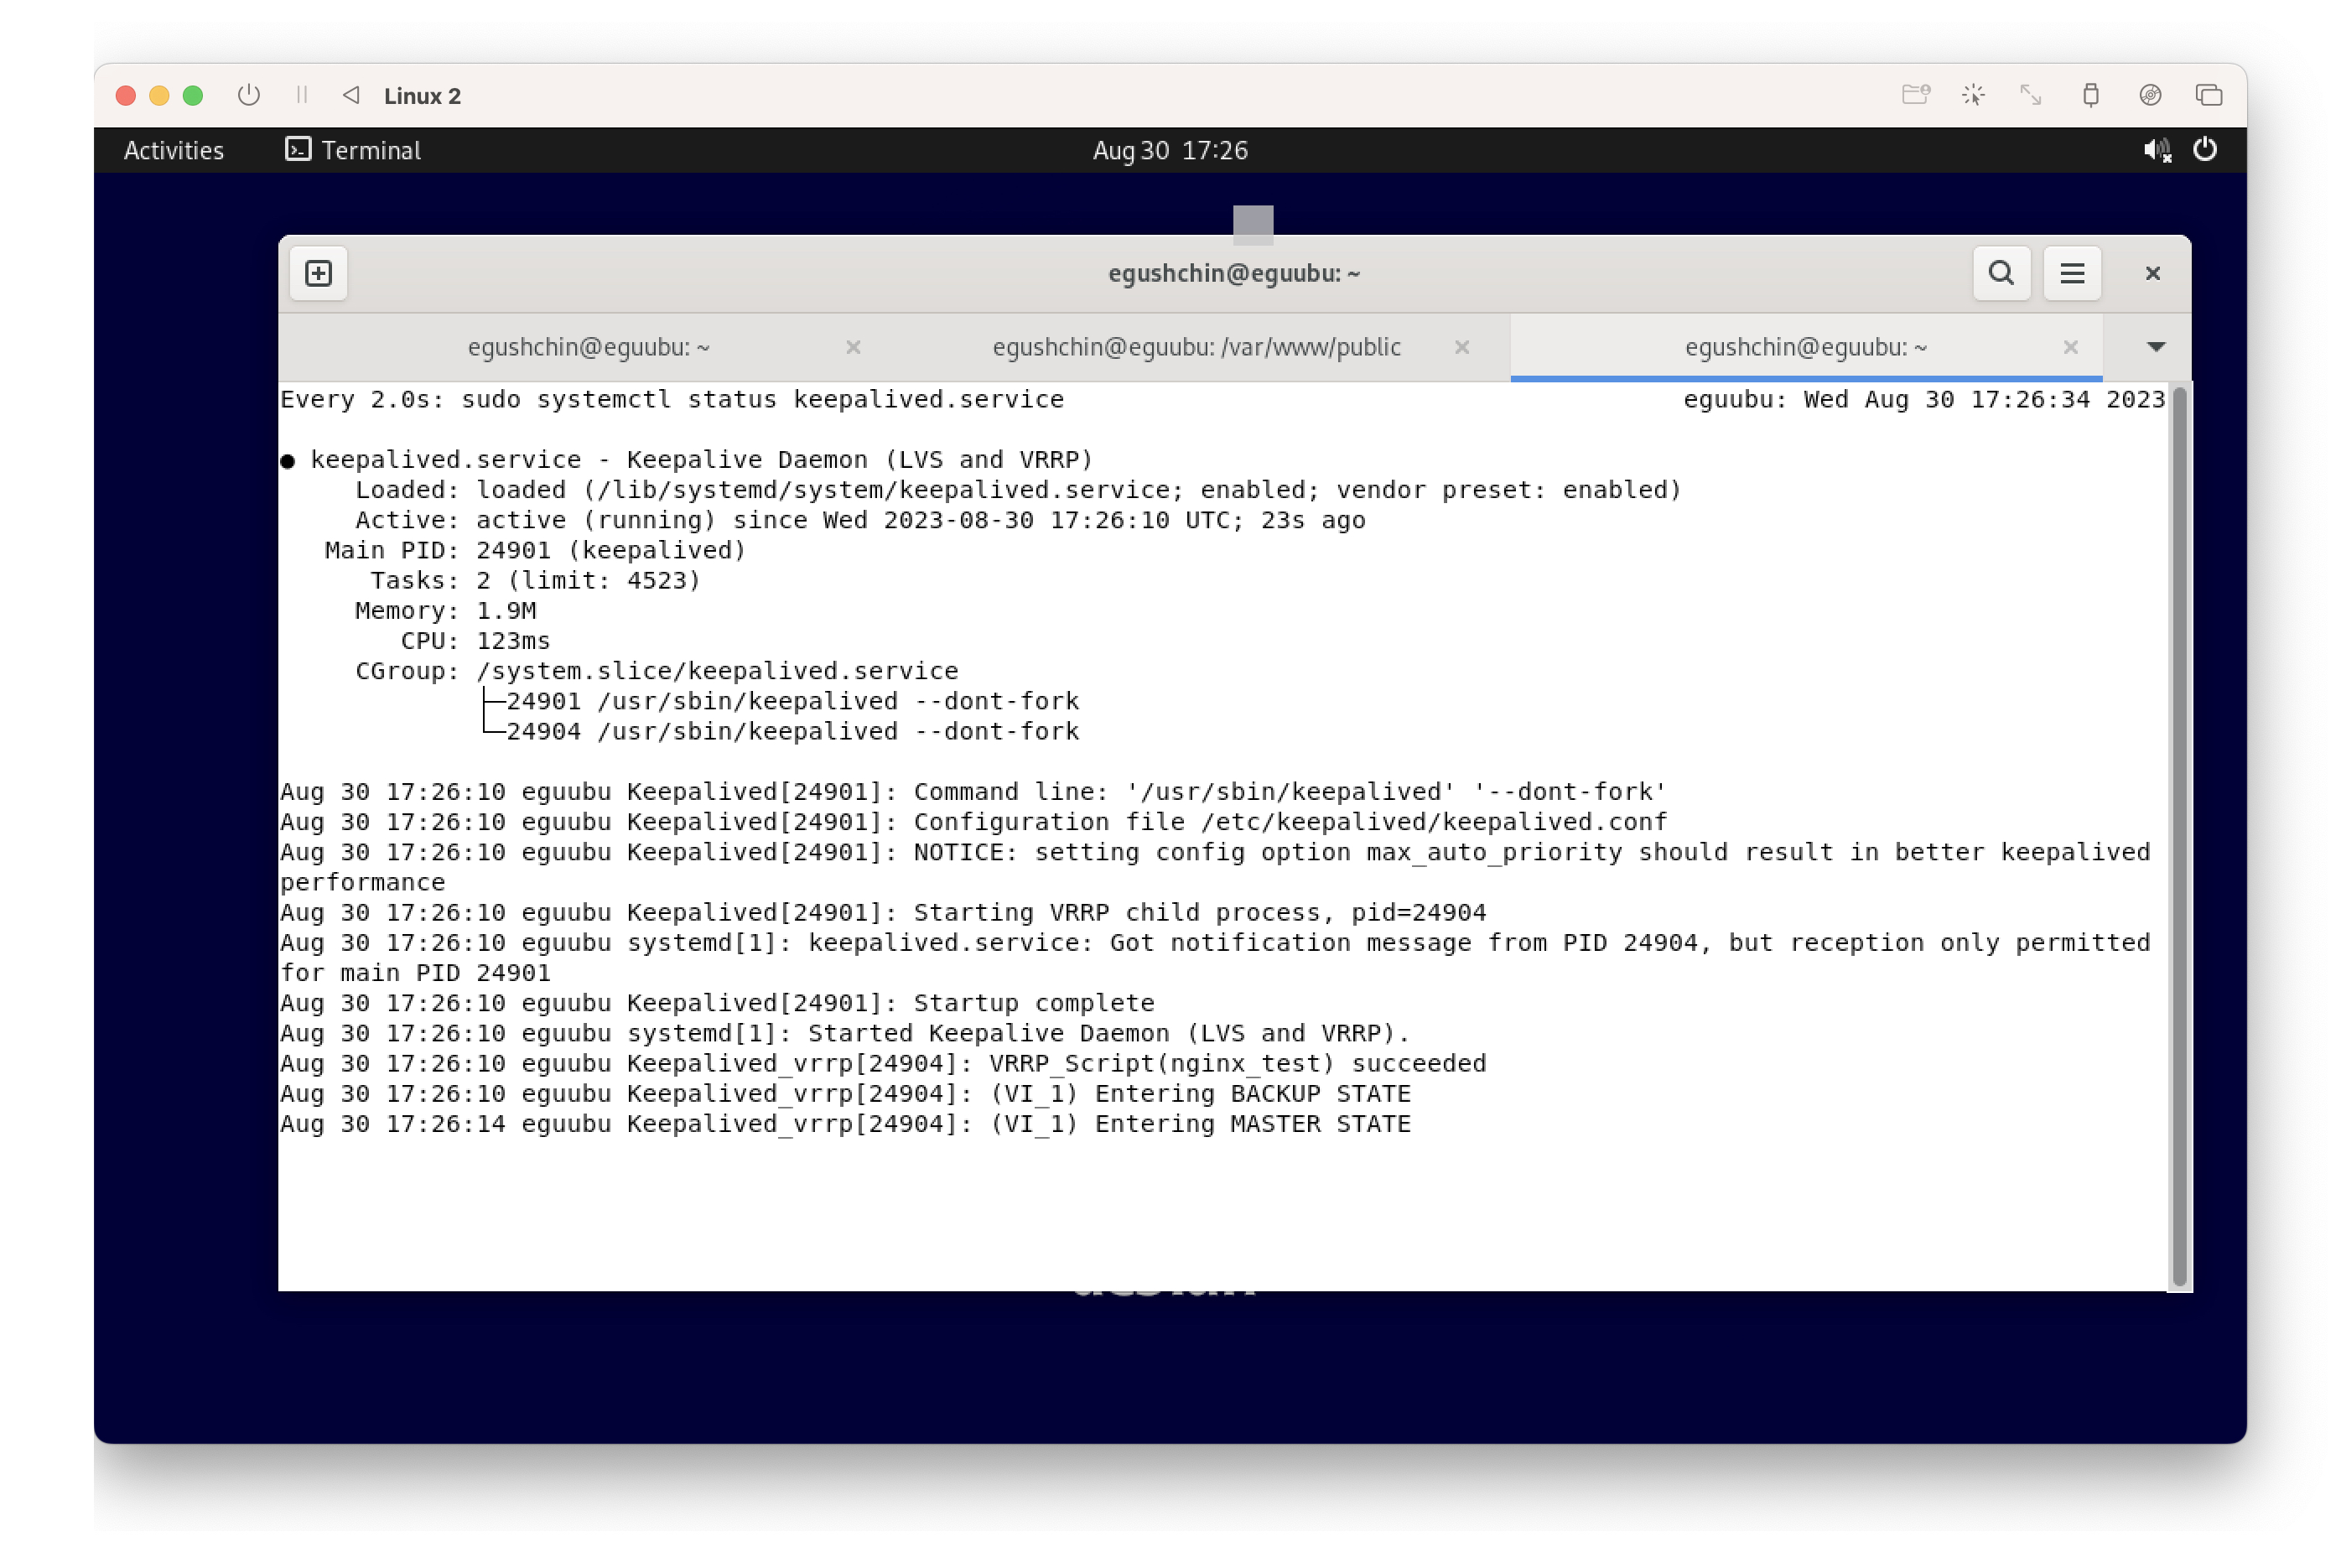 Linux 2
Activities Terminal Aug 30 17:26
egushchin@eguubu: ~
egushchin@eguubu: ~ egushchin@eguubu: /var/www/public egushchin@eguubu: ~
Every 2.0s: sudo systemctl status keepalived.service eguubu: Wed Aug 30 17:26:34 2023
● keepalived.service - Keepalive Daemon (LVS and VRRP)
Loaded: loaded (/lib/systemd/system/keepalived.service; enabled; vendor preset: enabled)
Active: active (running) since Wed 2023-08-30 17:26:10 UTC; 23s ago
Main PID: 24901 (keepalived)
Tasks: 2 (limit: 4523)
Memory: 1.9M
CPU: 123ms
CGroup: /system.slice/keepalived.service
├─24901 /usr/sbin/keepalived --dont-fork
└─24904 /usr/sbin/keepalived --dont-fork
Aug 30 17:26:10 eguubu Keepalived[24901]: Command line: '/usr/sbin/keepalived' '--dont-fork'
Aug 30 17:26:10 eguubu Keepalived[24901]: Configuration file /etc/keepalived/keepalived.conf
Aug 30 17:26:10 eguubu Keepalived[24901]: NOTICE: setting config option max_auto_priority should result in better keepalived
performance
Aug 30 17:26:10 eguubu Keepalived[24901]: Starting VRRP child process, pid=24904
Aug 30 17:26:10 eguubu systemd[1]: keepalived.service: Got notification message from PID 24904, but reception only permitted
for main PID 24901
Aug 30 17:26:10 eguubu Keepalived[24901]: Startup complete
Aug 30 17:26:10 eguubu systemd[1]: Started Keepalive Daemon (LVS and VRRP).
Aug 30 17:26:10 eguubu Keepalived_vrrp[24904]: VRRP_Script(nginx_test) succeeded
Aug 30 17:26:10 eguubu Keepalived_vrrp[24904]: (VI_1) Entering BACKUP STATE
Aug 30 17:26:14 eguubu Keepalived_vrrp[24904]: (VI_1) Entering MASTER STATE